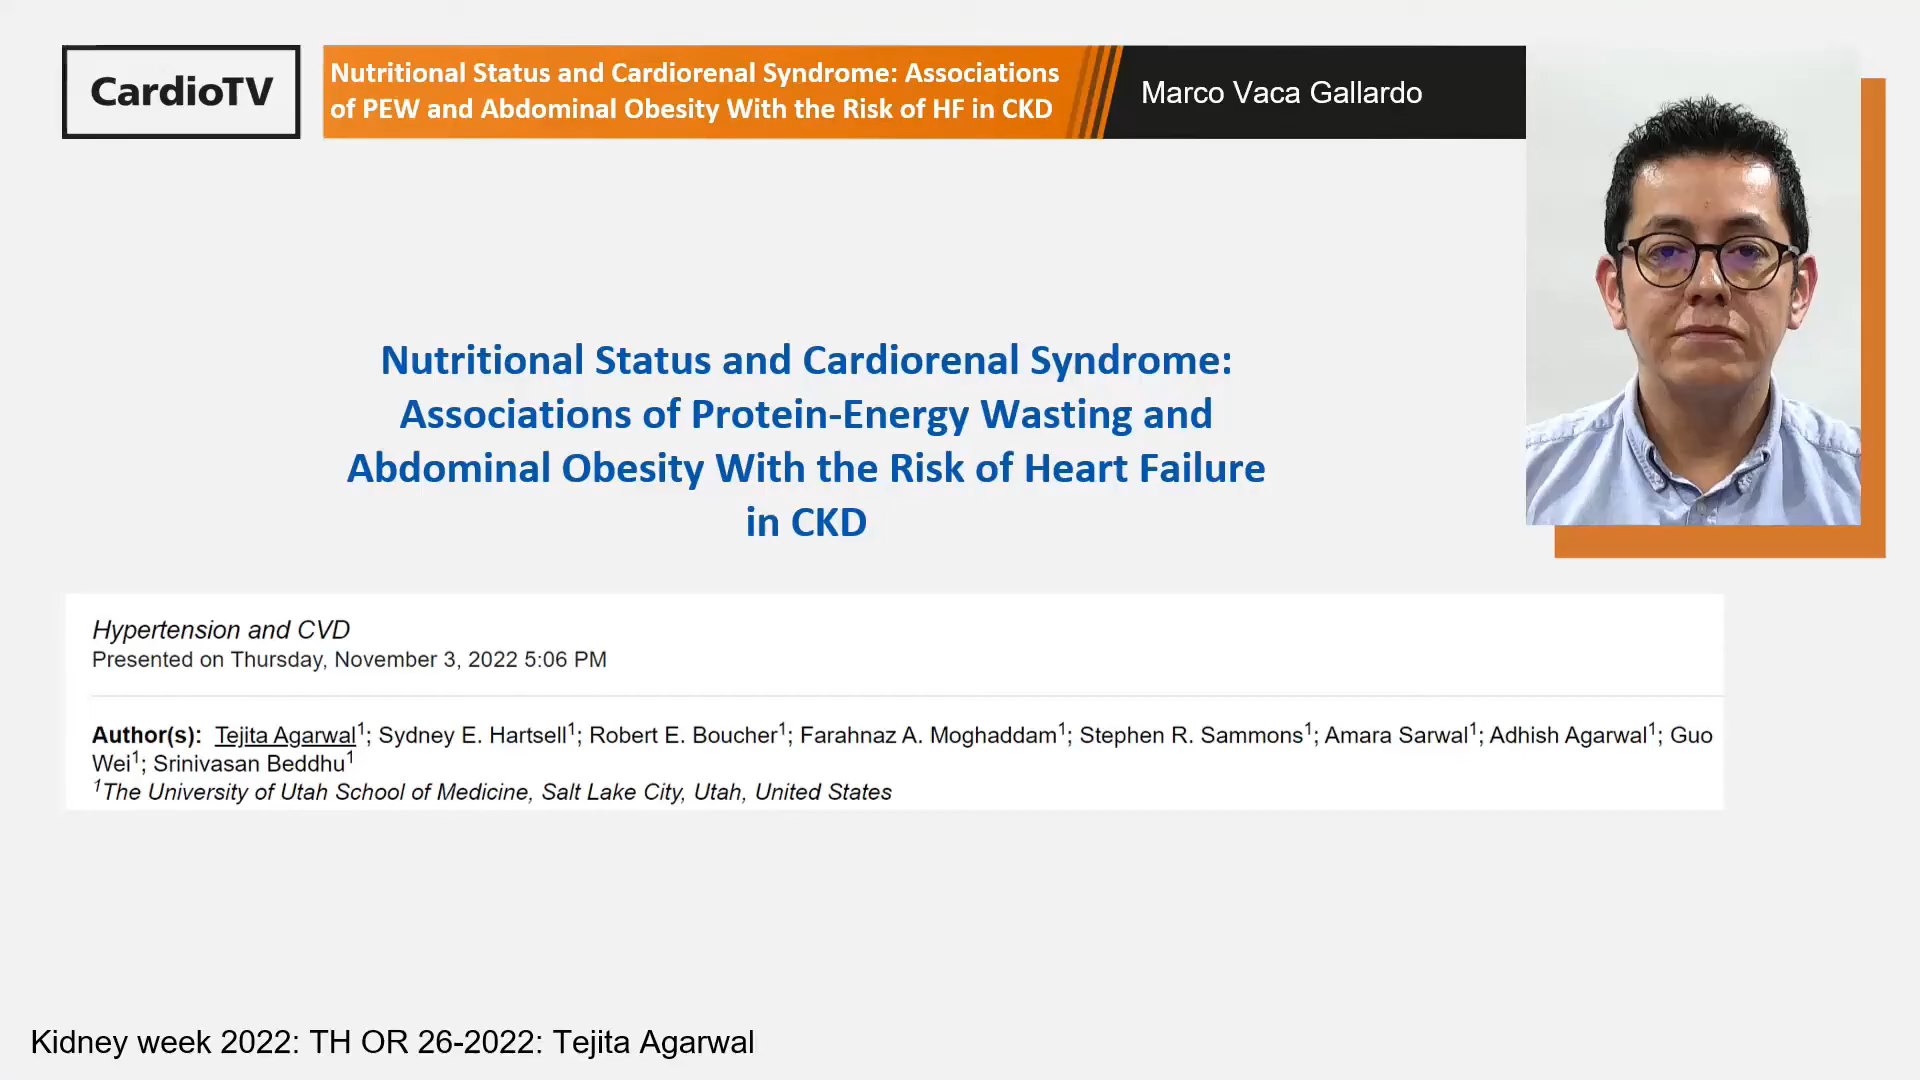 CardioTV
Nutritional Status and Cardiorenal Syndrome: Associations
of PEW and Abdominal Obesity With the Risk of HF in CKD
Marco Vaca Gallardo
Nutritional Status and Cardiorenal Syndrome:
Associations of Protein-Energy Wasting and
Abdominal Obesity With the Risk of Heart Failure
in CKD
Hypertension and CVD
Presented on Thursday, November 3, 2022 5:06 PM
Author(s): Tejita Agarwal1; Sydney E. Hartsell1; Robert E. Boucher1; Farahnaz A. Moghaddam1; Stephen R. Sammons1; Amara Sarwal1; Adhish Agarwal1; Guo
Wei1; Srinivasan Beddhu1
1The University of Utah School of Medicine, Salt Lake City, Utah, United States
Kidney week 2022: TH OR 26-2022: Tejita Agarwal